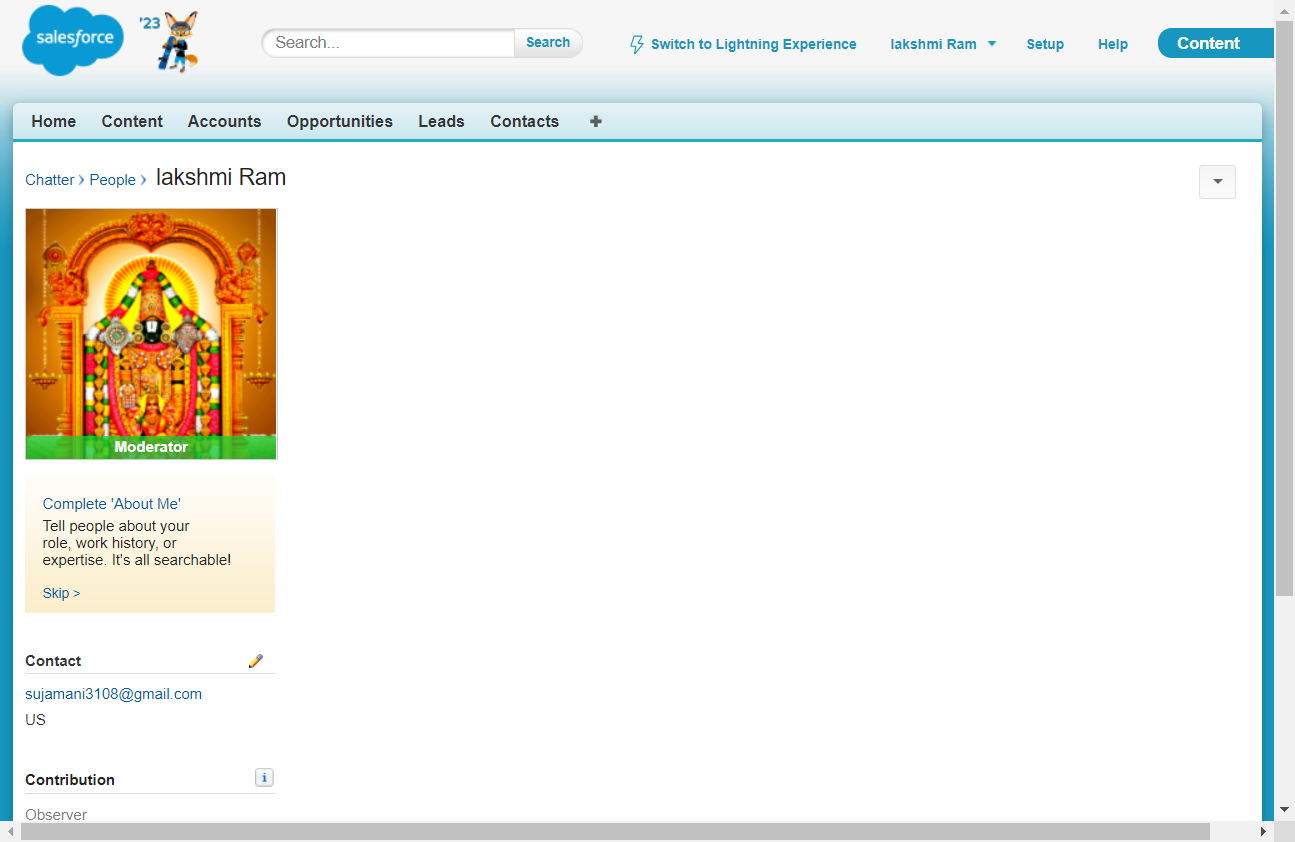 salesforce
'23
Search...
Search
Switch to Lightning Experience
lakshmi Ram
Setup
Help
Content
Home
Content
Accounts
Opportunities
Leads
Contacts
Chatter › People › lakshmi Ram
Moderator
Complete 'About Me'
Tell people about your
role, work history, or
expertise. It's all searchable!
Skip >
Contact
sujamani3108@gmail.com
US
Contribution
i
Observer